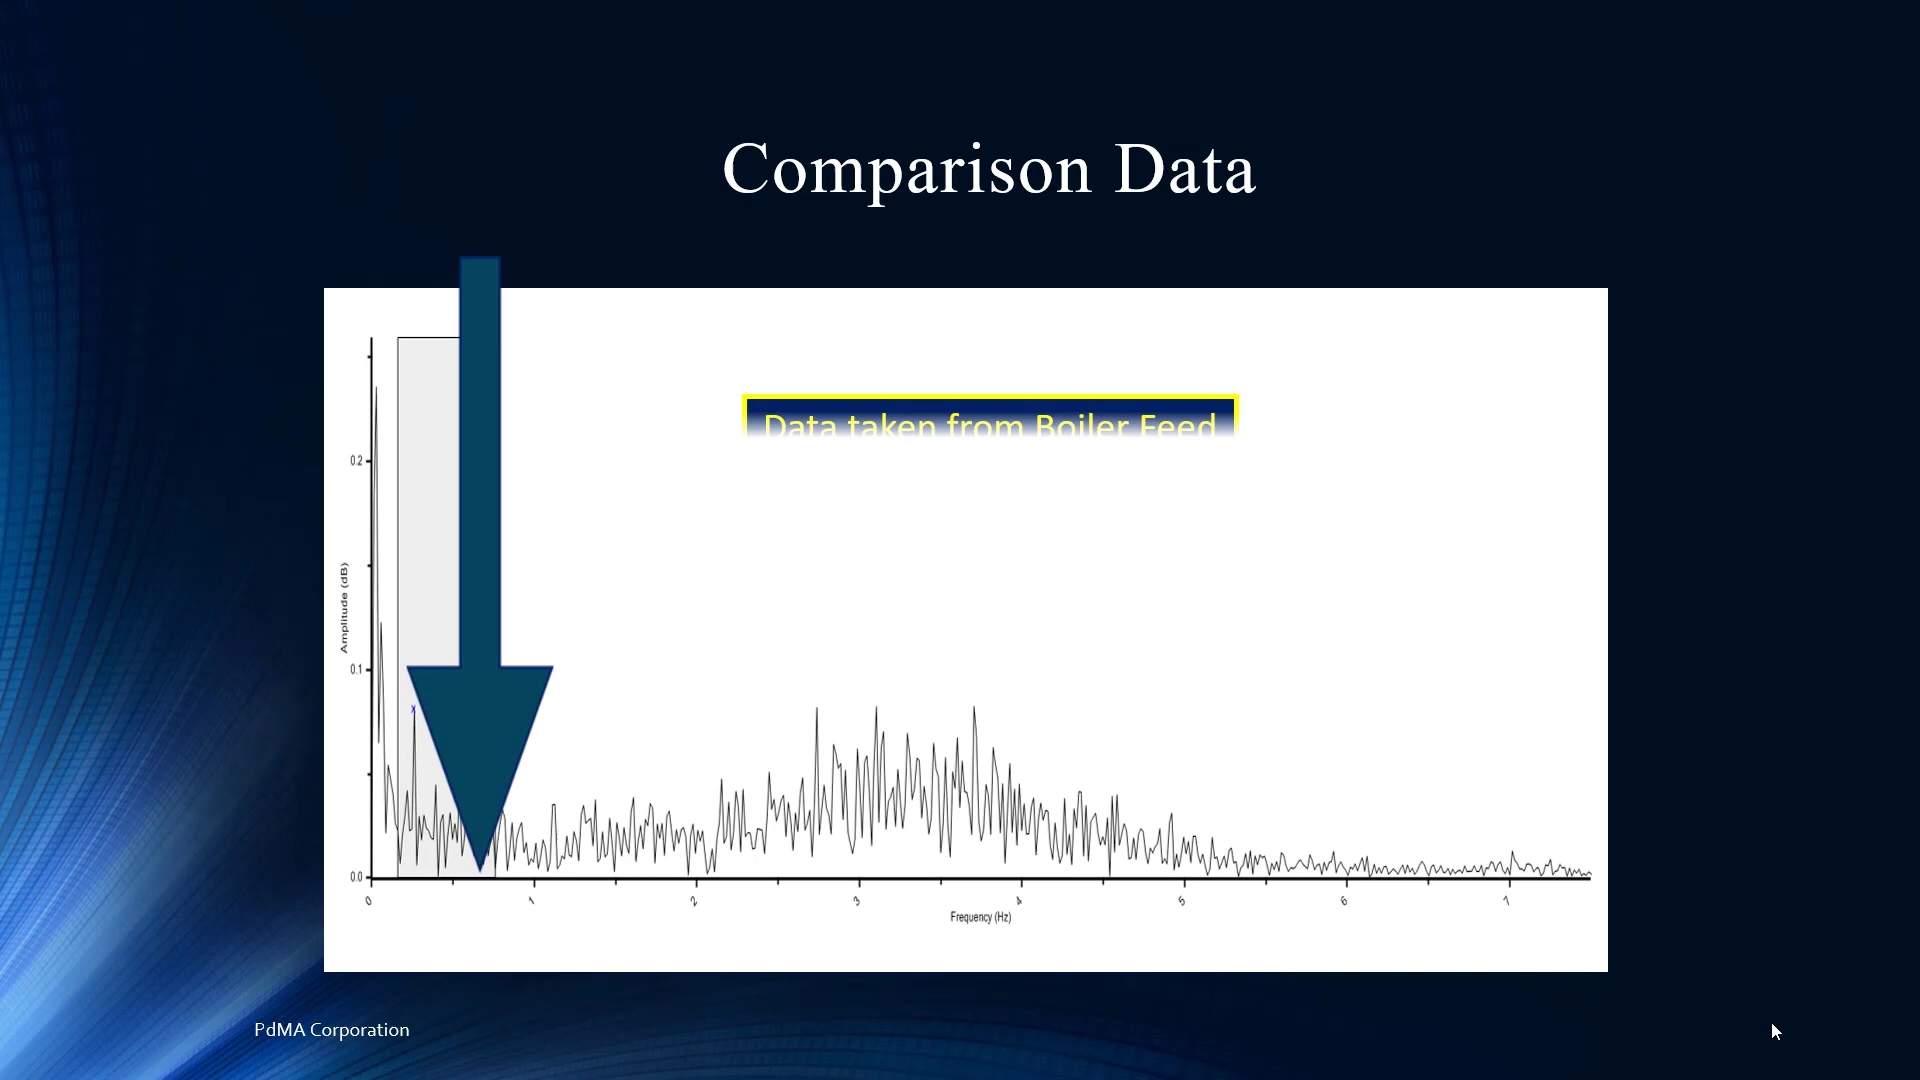 Comparison Data
Data taken from Boiler Feed
x
0.2
0.1
0.0
Amplitude (dB)
0 1 2 3 4 5 6 7
Frequency (Hz)
PdMA Corporation